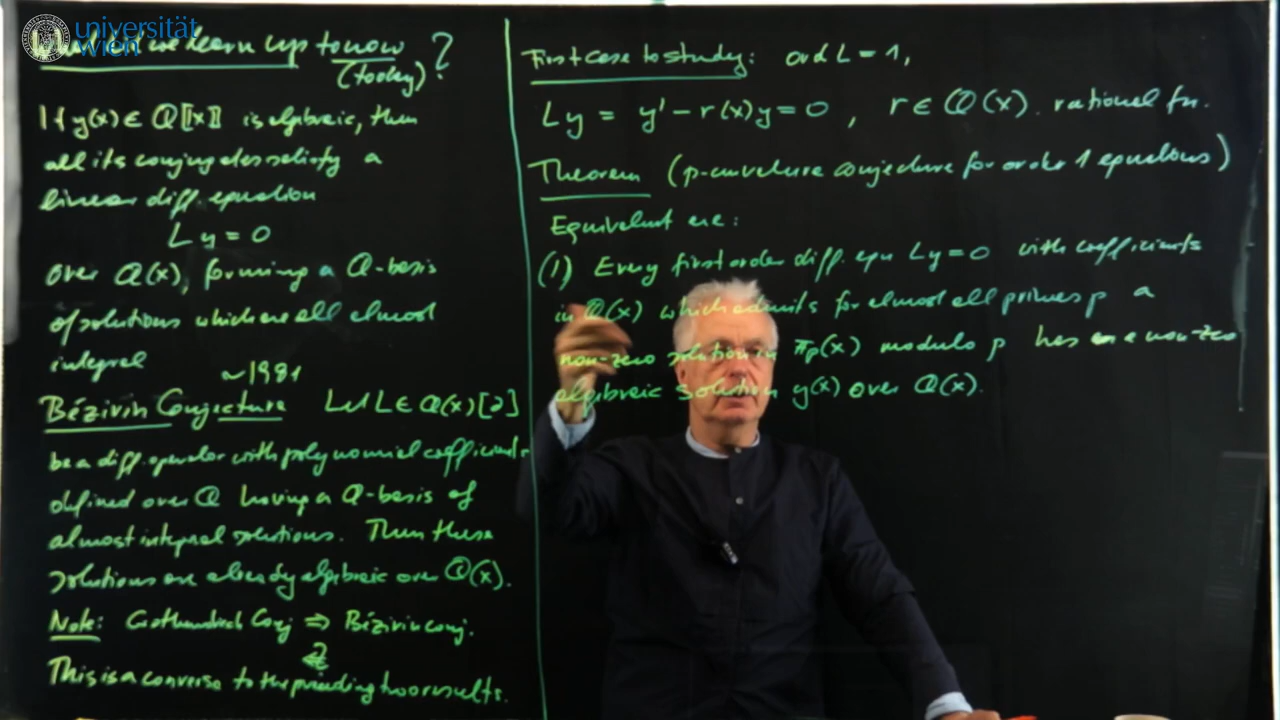 universität
wien
we learn up to now ?
(today)
If y(x) ∈ Q[[x]] is algebraic, then
all its conjugates satisfy a
linear diff. equation
Ly = 0
over Q(x), forming a Q-basis
of solutions which are all almost
integral
~1981
Bézivin Conjecture Let L ∈ Q(x)[∂]
be a diff. operator with polynomial coefficients
defined over Q having a Q-basis of
almost integral solutions. Then these
solutions are already algebraic over Q(x).
Note: Grothendieck Conj ⇒ Bézivin conj.
?
⇐
This is a converse to the preceding two results.
First case to study: ord L = 1,
Ly = y' - r(x)y = 0, r ∈ Q(x). rational fn.
Theorem (p-curvature conjecture for order 1 equations)
Equivalent are:
(1) Every first order diff. equ Ly = 0 with coefficients
in Q(x) which admits for almost all primes p a
non-zero solution in 𝔽p(x) modulo p has a non-zero
algebraic solution y(x) over Q(x).